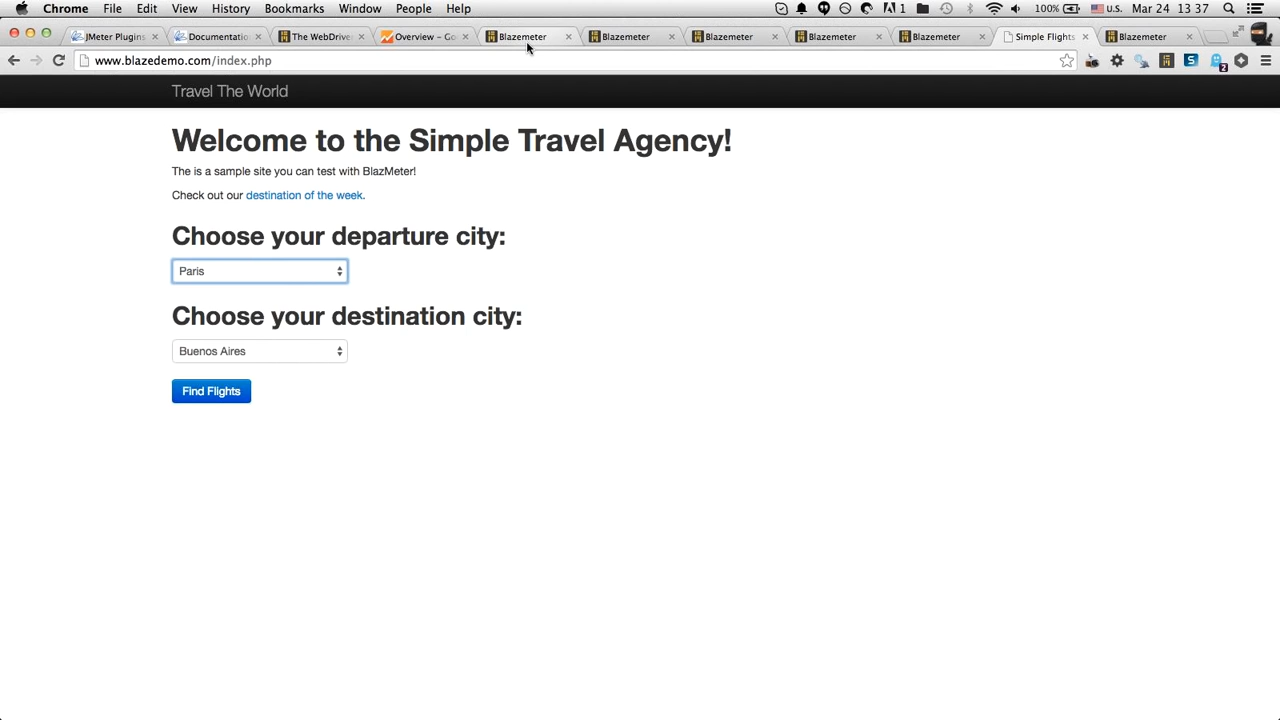 Chrome File Edit View History Bookmarks Window People Help 1 100% U.S. Mar 24 13 37
JMeter Plugins Documentatio The WebDrive Overview – Go Blazemeter Blazemeter Blazemeter Blazemeter Blazemeter Simple Flights Blazemeter
www.blazedemo.com/index.php S 2
Travel The World
Welcome to the Simple Travel Agency!
The is a sample site you can test with BlazMeter!
Check out our destination of the week.
Choose your departure city:
Paris
Choose your destination city:
Buenos Aires
Find Flights